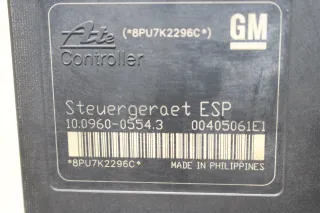 Ate (*8PU7K2296C*) GM
Controller
Steuergeraet ESP
10.0960-0554.3 00405061E1
*8PU7K2296C* MADE IN PHILIPPINES